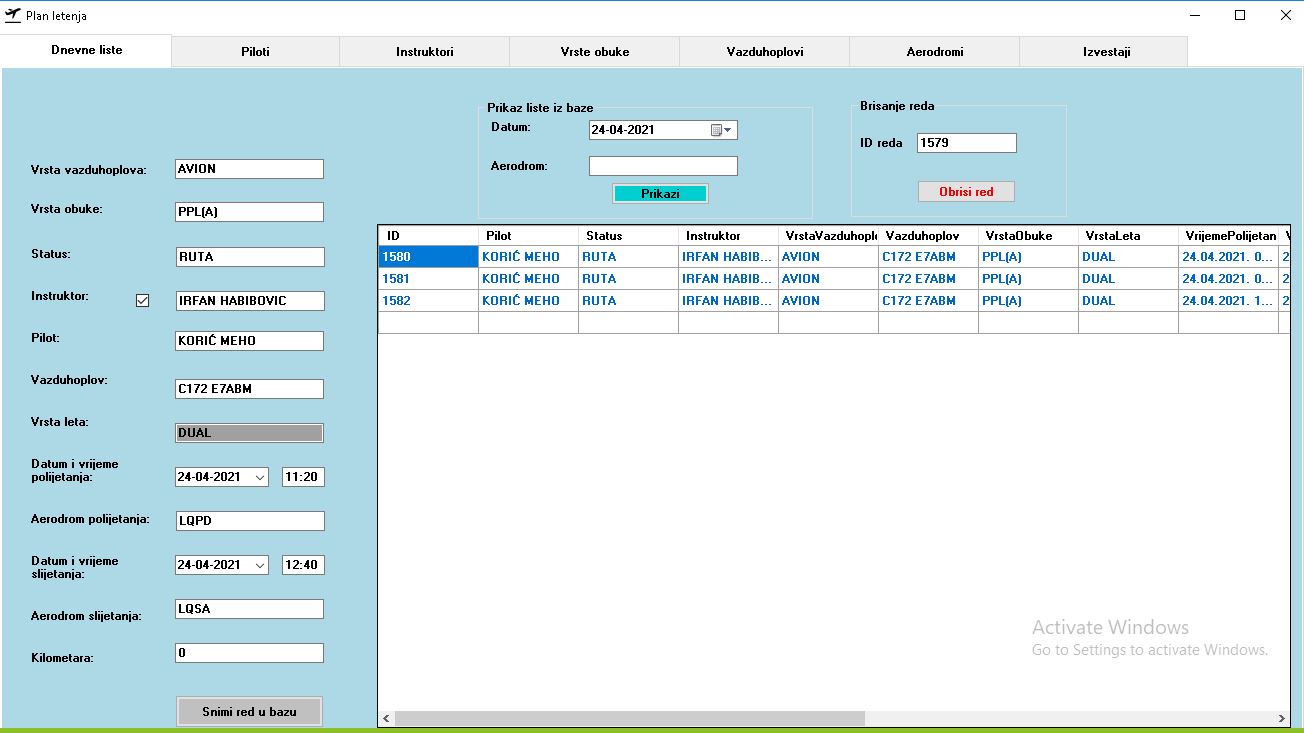 Plan letenja
Dnevne liste Piloti Instruktori Vrste obuke Vazduhoplovi Aerodromi Izvestaji
Vrsta vazduhoplova: AVION
Vrsta obuke: PPL(A)
Status: RUTA
Instruktor: IRFAN HABIBOVIC
Pilot: KORIĆ MEHO
Vazduhoplov: C172 E7ABM
Vrsta leta: DUAL
Datum i vrijeme
polijetanja: 24-04-2021 11:20
Aerodrom polijetanja: LQPD
Datum i vrijeme
slijetanja: 24-04-2021 12:40
Aerodrom slijetanja: LQSA
Kilometara: 0
Snimi red u bazu
Prikaz liste iz baze
Datum: 24-04-2021
Aerodrom:
Prikazi
Brisanje reda
ID reda 1579
Obrisi red
ID Pilot Status Instruktor VrstaVazduhoplo Vazduhoplov VrstaObuke VrstaLeta VrijemePolijetan V
1580 KORIĆ MEHO RUTA IRFAN HABIB... AVION C172 E7ABM PPL(A) DUAL 24.04.2021. 0... 2
1581 KORIĆ MEHO RUTA IRFAN HABIB... AVION C172 E7ABM PPL(A) DUAL 24.04.2021. 0... 2
1582 KORIĆ MEHO RUTA IRFAN HABIB... AVION C172 E7ABM PPL(A) DUAL 24.04.2021. 1... 2
Activate Windows
Go to Settings to activate Windows.